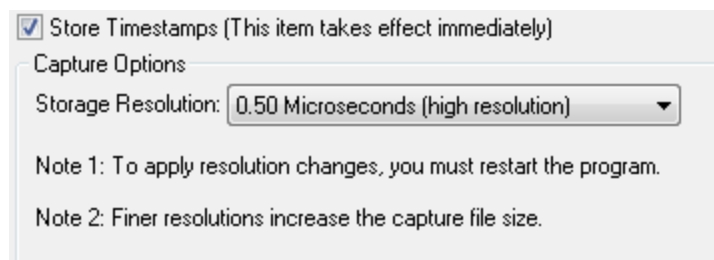 Store Timestamps (This item takes effect immediately)
Capture Options
Storage Resolution: 0.50 Microseconds (high resolution)
Note 1: To apply resolution changes, you must restart the program.
Note 2: Finer resolutions increase the capture file size.